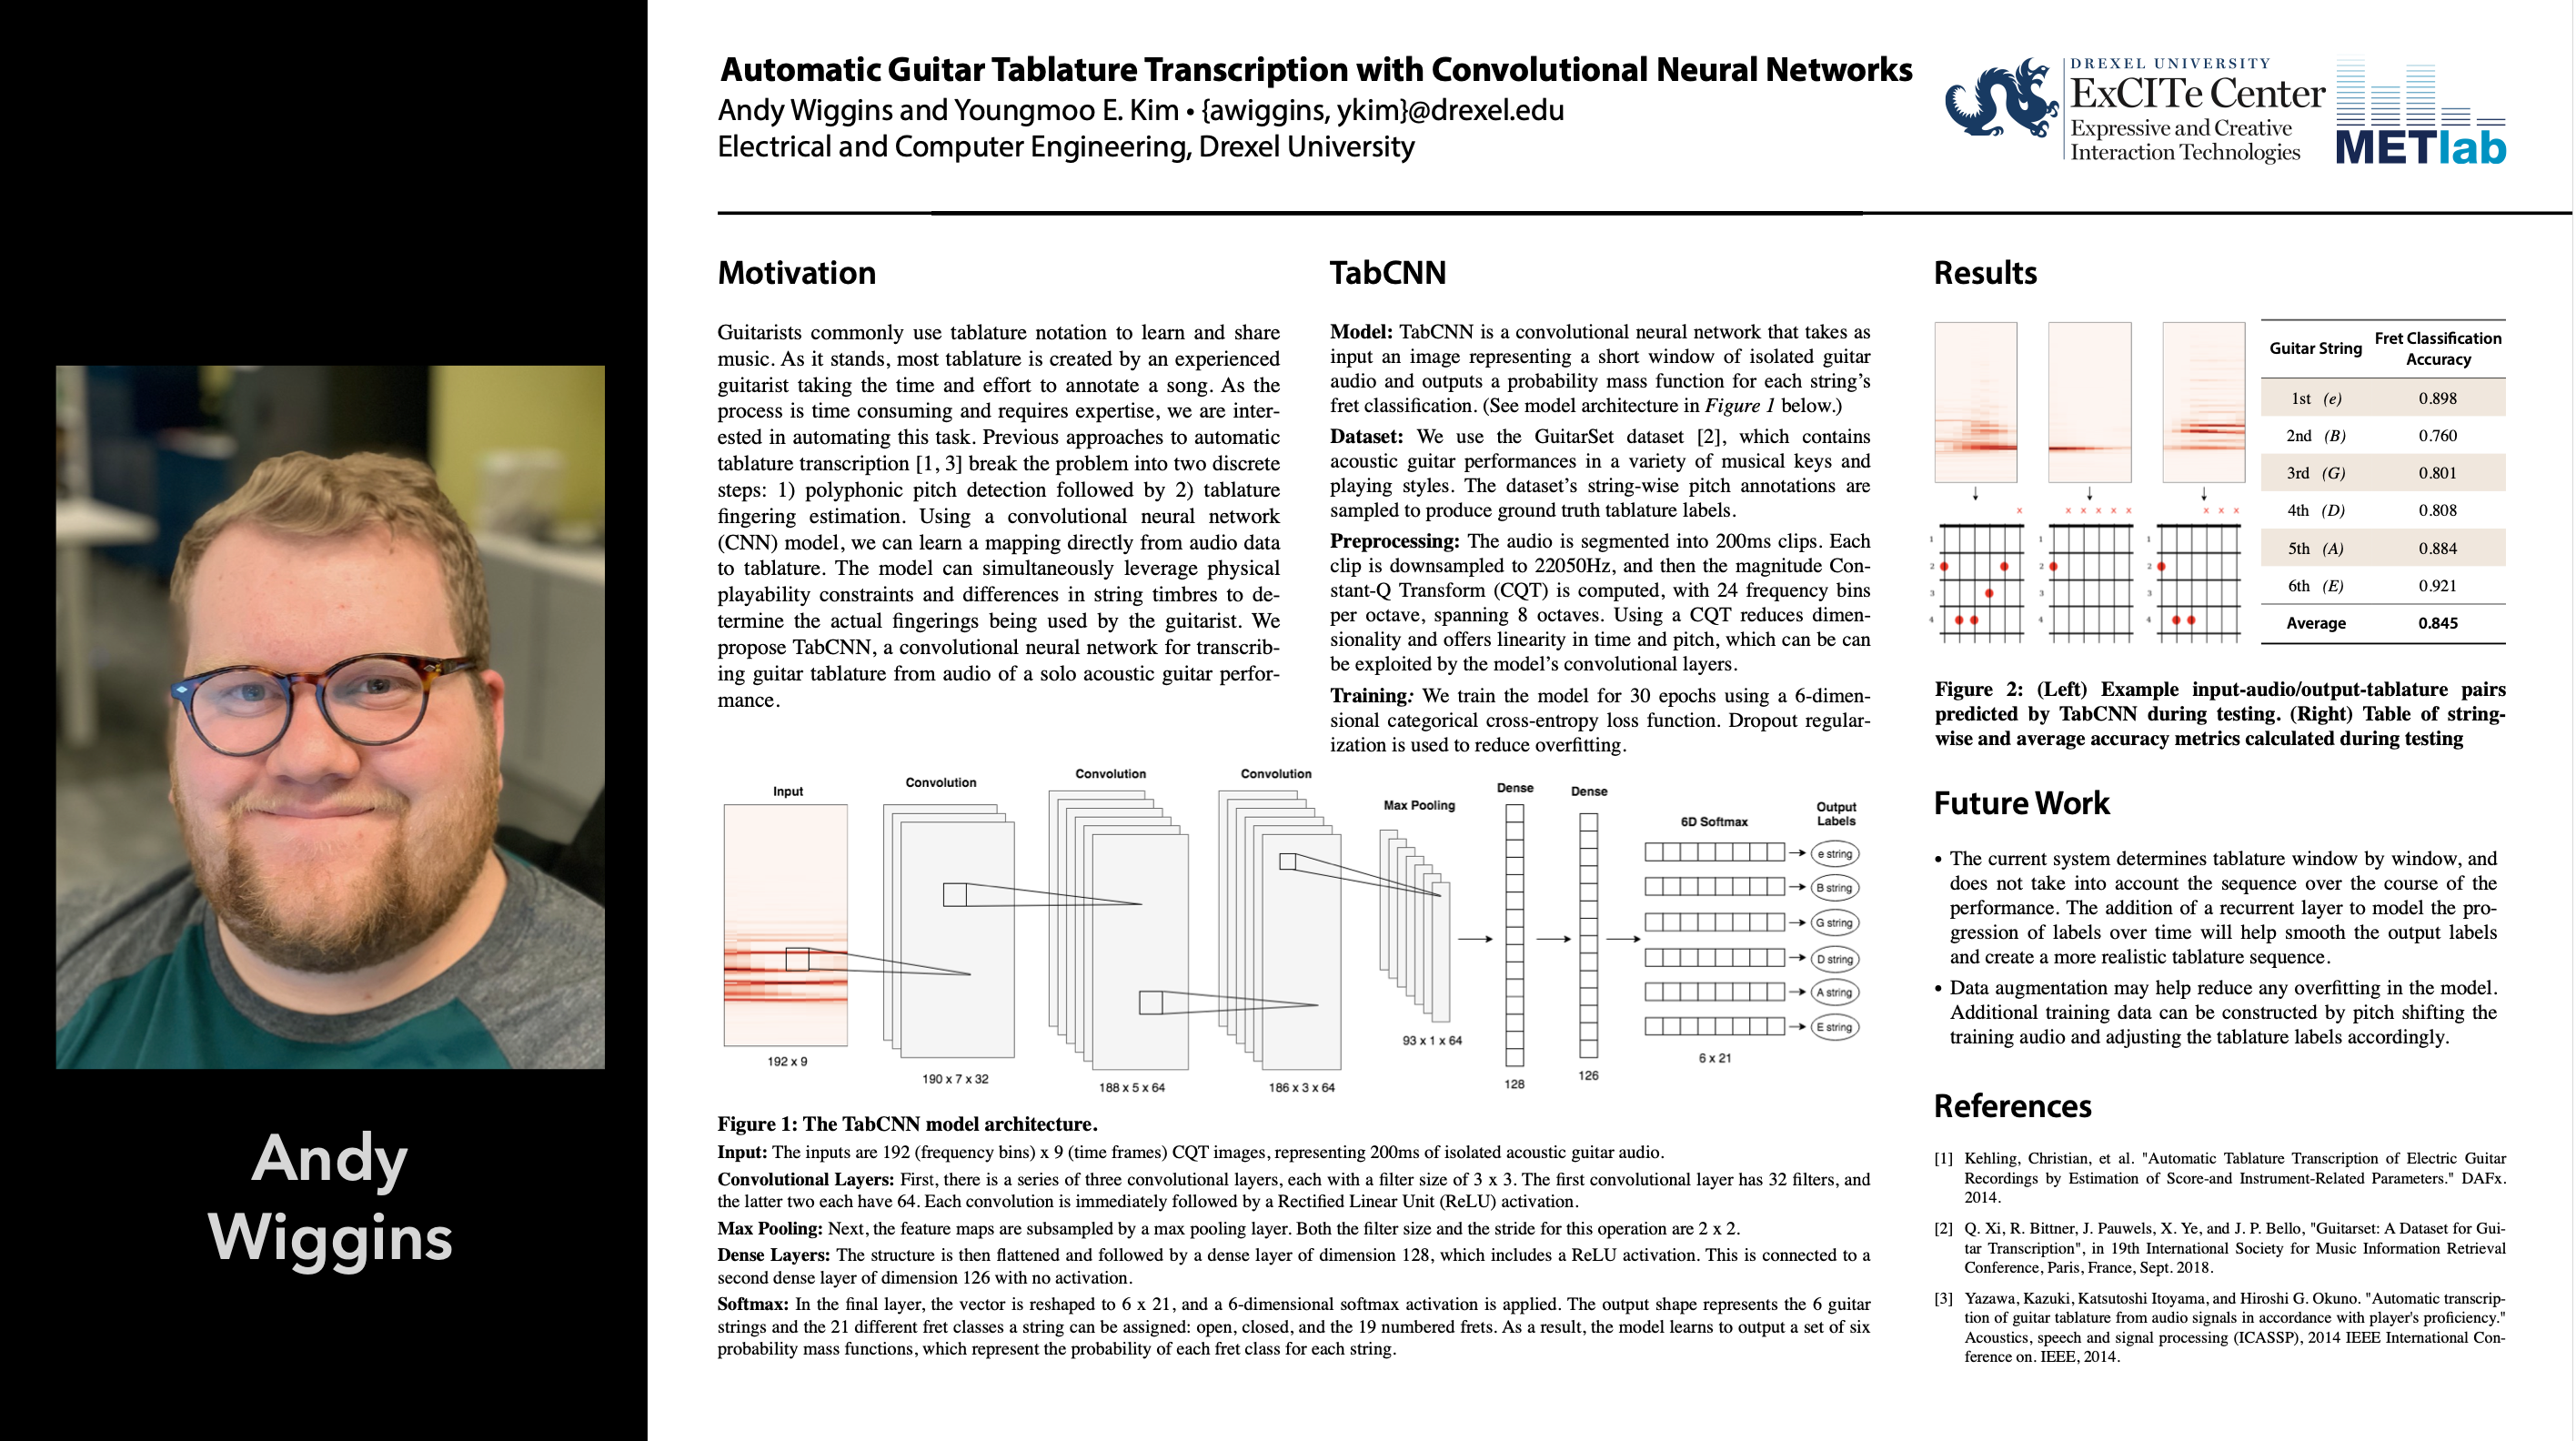 Andy
Wiggins
Automatic Guitar Tablature Transcription with Convolutional Neural Networks
Andy Wiggins and Youngmoo E. Kim • {awiggins, ykim}@drexel.edu
Electrical and Computer Engineering, Drexel University
DREXEL UNIVERSITY
ExCITe Center
Expressive and Creative
Interaction Technologies
METlab
Motivation
Guitarists commonly use tablature notation to learn and share
music. As it stands, most tablature is created by an experienced
guitarist taking the time and effort to annotate a song. As the
process is time consuming and requires expertise, we are inter-
ested in automating this task. Previous approaches to automatic
tablature transcription [1, 3] break the problem into two discrete
steps: 1) polyphonic pitch detection followed by 2) tablature
fingering estimation. Using a convolutional neural network
(CNN) model, we can learn a mapping directly from audio data
to tablature. The model can simultaneously leverage physical
playability constraints and differences in string timbres to de-
termine the actual fingerings being used by the guitarist. We
propose TabCNN, a convolutional neural network for transcrib-
ing guitar tablature from audio of a solo acoustic guitar perfor-
mance.
TabCNN
Model: TabCNN is a convolutional neural network that takes as
input an image representing a short window of isolated guitar
audio and outputs a probability mass function for each string's
fret classification. (See model architecture in Figure 1 below.)
Dataset: We use the GuitarSet dataset [2], which contains
acoustic guitar performances in a variety of musical keys and
playing styles. The dataset's string-wise pitch annotations are
sampled to produce ground truth tablature labels.
Preprocessing: The audio is segmented into 200ms clips. Each
clip is downsampled to 22050Hz, and then the magnitude Con-
stant-Q Transform (CQT) is computed, with 24 frequency bins
per octave, spanning 8 octaves. Using a CQT reduces dimen-
sionality and offers linearity in time and pitch, which can be can
be exploited by the model's convolutional layers.
Training: We train the model for 30 epochs using a 6-dimen-
sional categorical cross-entropy loss function. Dropout regular-
ization is used to reduce overfitting.
Input
192 x 9
Convolution
190 x 7 x 32
Convolution
188 x 5 x 64
Convolution
186 x 3 x 64
Max Pooling
93 x 1 x 64
Dense
128
Dense
126
6D Softmax
6 x 21
Output
Labels
e string
B string
G string
D string
A string
E string
Figure 1: The TabCNN model architecture.
Input: The inputs are 192 (frequency bins) x 9 (time frames) CQT images, representing 200ms of isolated acoustic guitar audio.
Convolutional Layers: First, there is a series of three convolutional layers, each with a filter size of 3 x 3. The first convolutional layer has 32 filters, and
the latter two each have 64. Each convolution is immediately followed by a Rectified Linear Unit (ReLU) activation.
Max Pooling: Next, the feature maps are subsampled by a max pooling layer. Both the filter size and the stride for this operation are 2 x 2.
Dense Layers: The structure is then flattened and followed by a dense layer of dimension 128, which includes a ReLU activation. This is connected to a
second dense layer of dimension 126 with no activation.
Softmax: In the final layer, the vector is reshaped to 6 x 21, and a 6-dimensional softmax activation is applied. The output shape represents the 6 guitar
strings and the 21 different fret classes a string can be assigned: open, closed, and the 19 numbered frets. As a result, the model learns to output a set of six
probability mass functions, which represent the probability of each fret class for each string.
Results
x
x x x x x
x x x
1
2
3
4
1
2
3
4
1
2
3
4
Guitar String Fret Classification Accuracy
1st (e) 0.898
2nd (B) 0.760
3rd (G) 0.801
4th (D) 0.808
5th (A) 0.884
6th (E) 0.921
Average 0.845
Figure 2: (Left) Example input-audio/output-tablature pairs
predicted by TabCNN during testing. (Right) Table of string-
wise and average accuracy metrics calculated during testing
Future Work
• The current system determines tablature window by window, and
does not take into account the sequence over the course of the
performance. The addition of a recurrent layer to model the pro-
gression of labels over time will help smooth the output labels
and create a more realistic tablature sequence.
• Data augmentation may help reduce any overfitting in the model.
Additional training data can be constructed by pitch shifting the
training audio and adjusting the tablature labels accordingly.
References
[1] Kehling, Christian, et al. "Automatic Tablature Transcription of Electric Guitar
Recordings by Estimation of Score-and Instrument-Related Parameters." DAFx.
2014.
[2] Q. Xi, R. Bittner, J. Pauwels, X. Ye, and J. P. Bello, "Guitarset: A Dataset for Gui-
tar Transcription", in 19th International Society for Music Information Retrieval
Conference, Paris, France, Sept. 2018.
[3] Yazawa, Kazuki, Katsutoshi Itoyama, and Hiroshi G. Okuno. "Automatic transcrip-
tion of guitar tablature from audio signals in accordance with player's proficiency."
Acoustics, speech and signal processing (ICASSP), 2014 IEEE International Con-
ference on. IEEE, 2014.